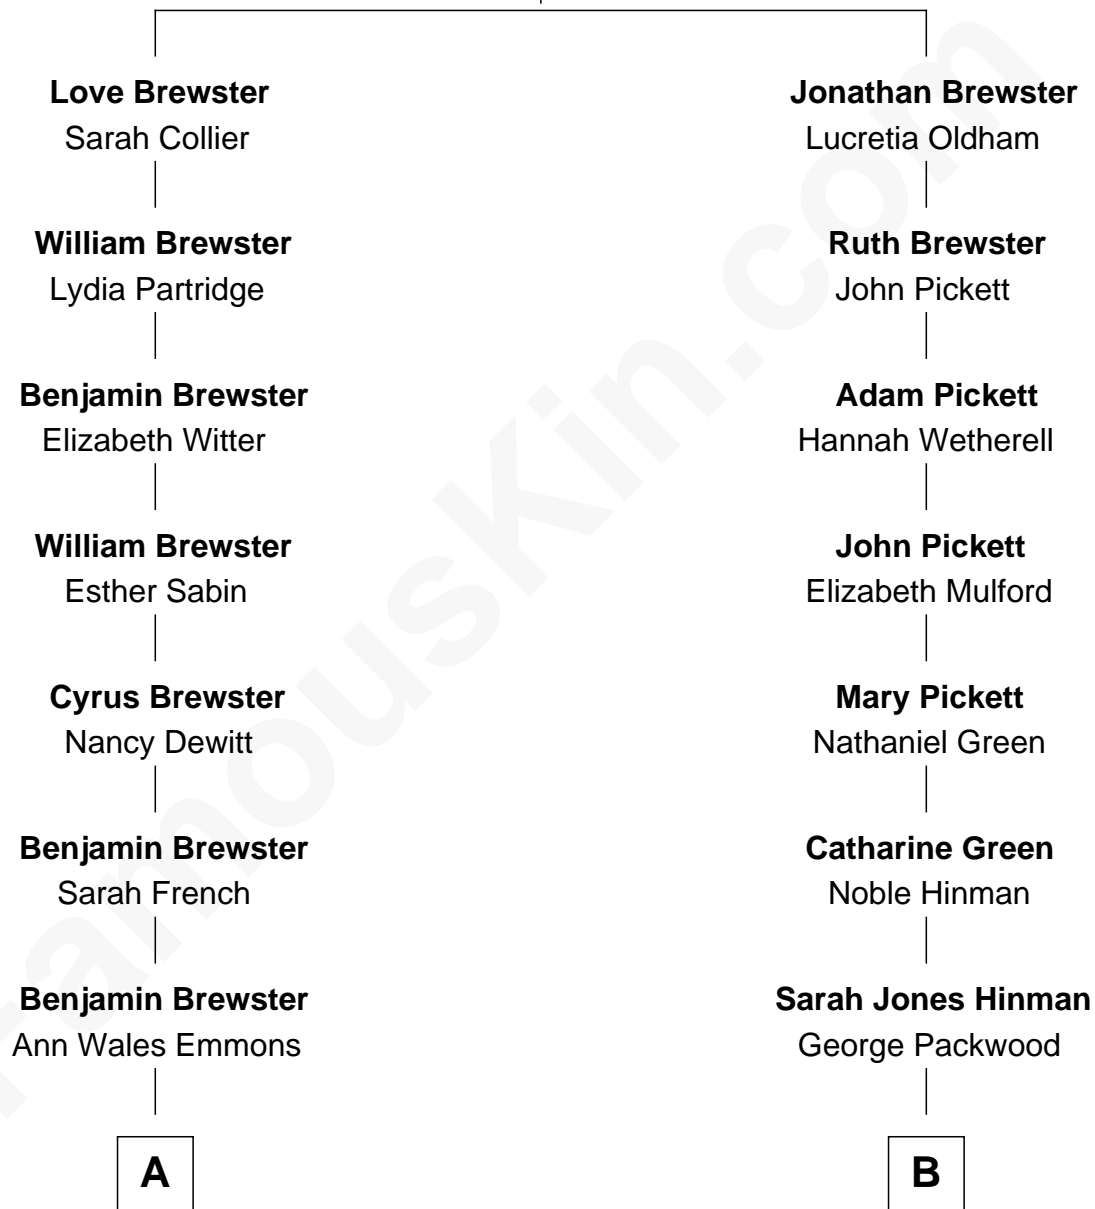 Love Brewster
Sarah Collier
William Brewster
Lydia Partridge
Benjamin Brewster
Elizabeth Witter
William Brewster
Esther Sabin
Cyrus Brewster
Nancy Dewitt
Benjamin Brewster
Sarah French
Benjamin Brewster
Ann Wales Emmons
A
Jonathan Brewster
Lucretia Oldham
Ruth Brewster
John Pickett
Adam Pickett
Hannah Wetherell
John Pickett
Elizabeth Mulford
Mary Pickett
Nathaniel Green
Catharine Green
Noble Hinman
Sarah Jones Hinman
George Packwood
B
FamousKin.com